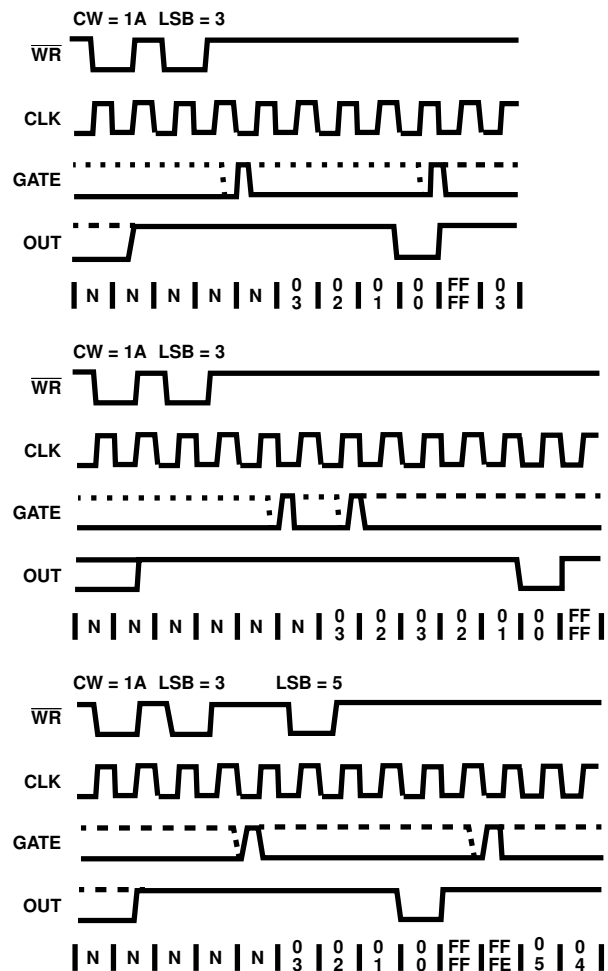 CW = 1A LSB = 3
WR
CLK
GATE
OUT
N N N N N 0 0 0 0 FF 0
3 2 1 0 FF 3
CW = 1A LSB = 3
WR
CLK
GATE
OUT
N N N N N N 0 0 0 0 0 0 FF
3 2 3 2 1 0 FF
CW = 1A LSB = 3 LSB = 5
WR
CLK
GATE
OUT
N N N N N 0 0 0 0 FF FF 0 0
3 2 1 0 FF FE 5 4